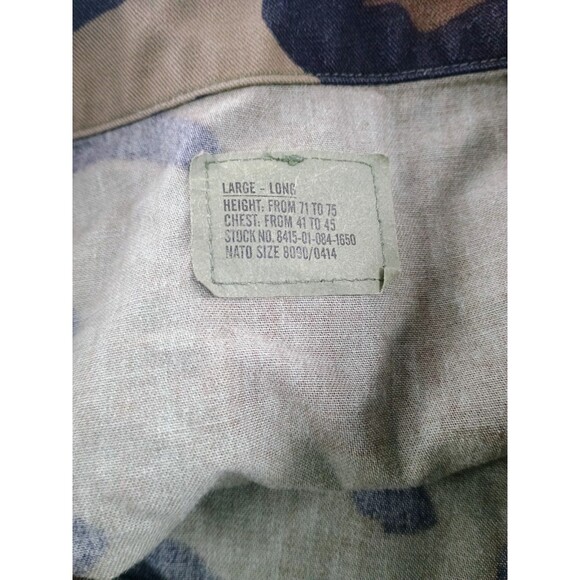 LARGE - LONG
HEIGHT: FROM 71 TO 75
CHEST: FROM 41 TO 45
STOCK NO. 8415-01-084-1650
NATO SIZE 8090/0414